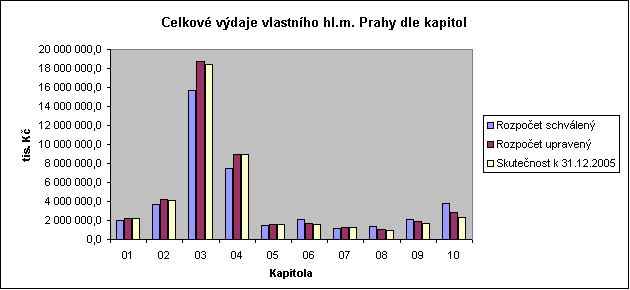 Celkové výdaje vlastního hl.m. Prahy dle kapitol
20 000 000,0
18 000 000,0
16 000 000,0
14 000 000,0
12 000 000,0
10 000 000,0
8 000 000,0
6 000 000,0
4 000 000,0
2 000 000,0
0,0
tis. Kč
01 02 03 04 05 06 07 08 09 10
Kapitola
Rozpočet schválený
Rozpočet upravený
Skutečnost k 31.12.2005